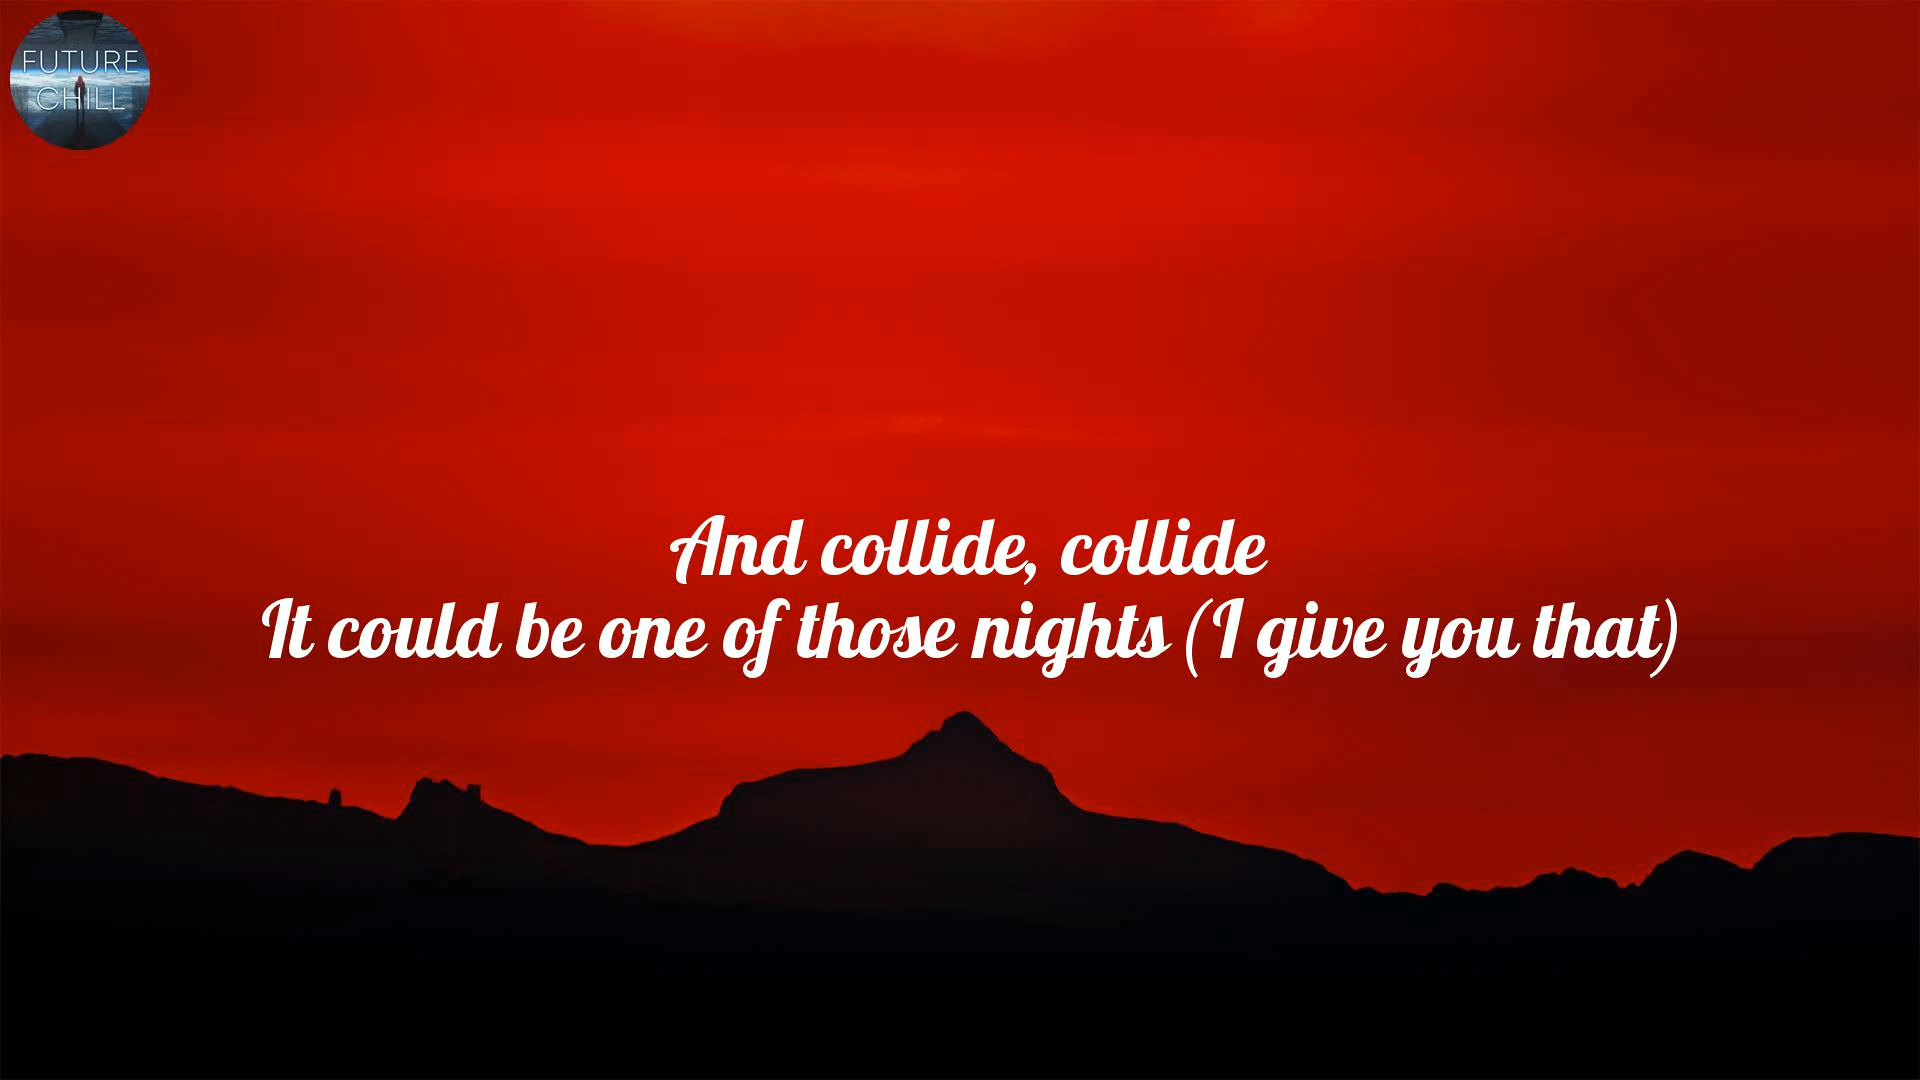 FUTURE
CHILL
And collide, collide
It could be one of those nights (I give you that)